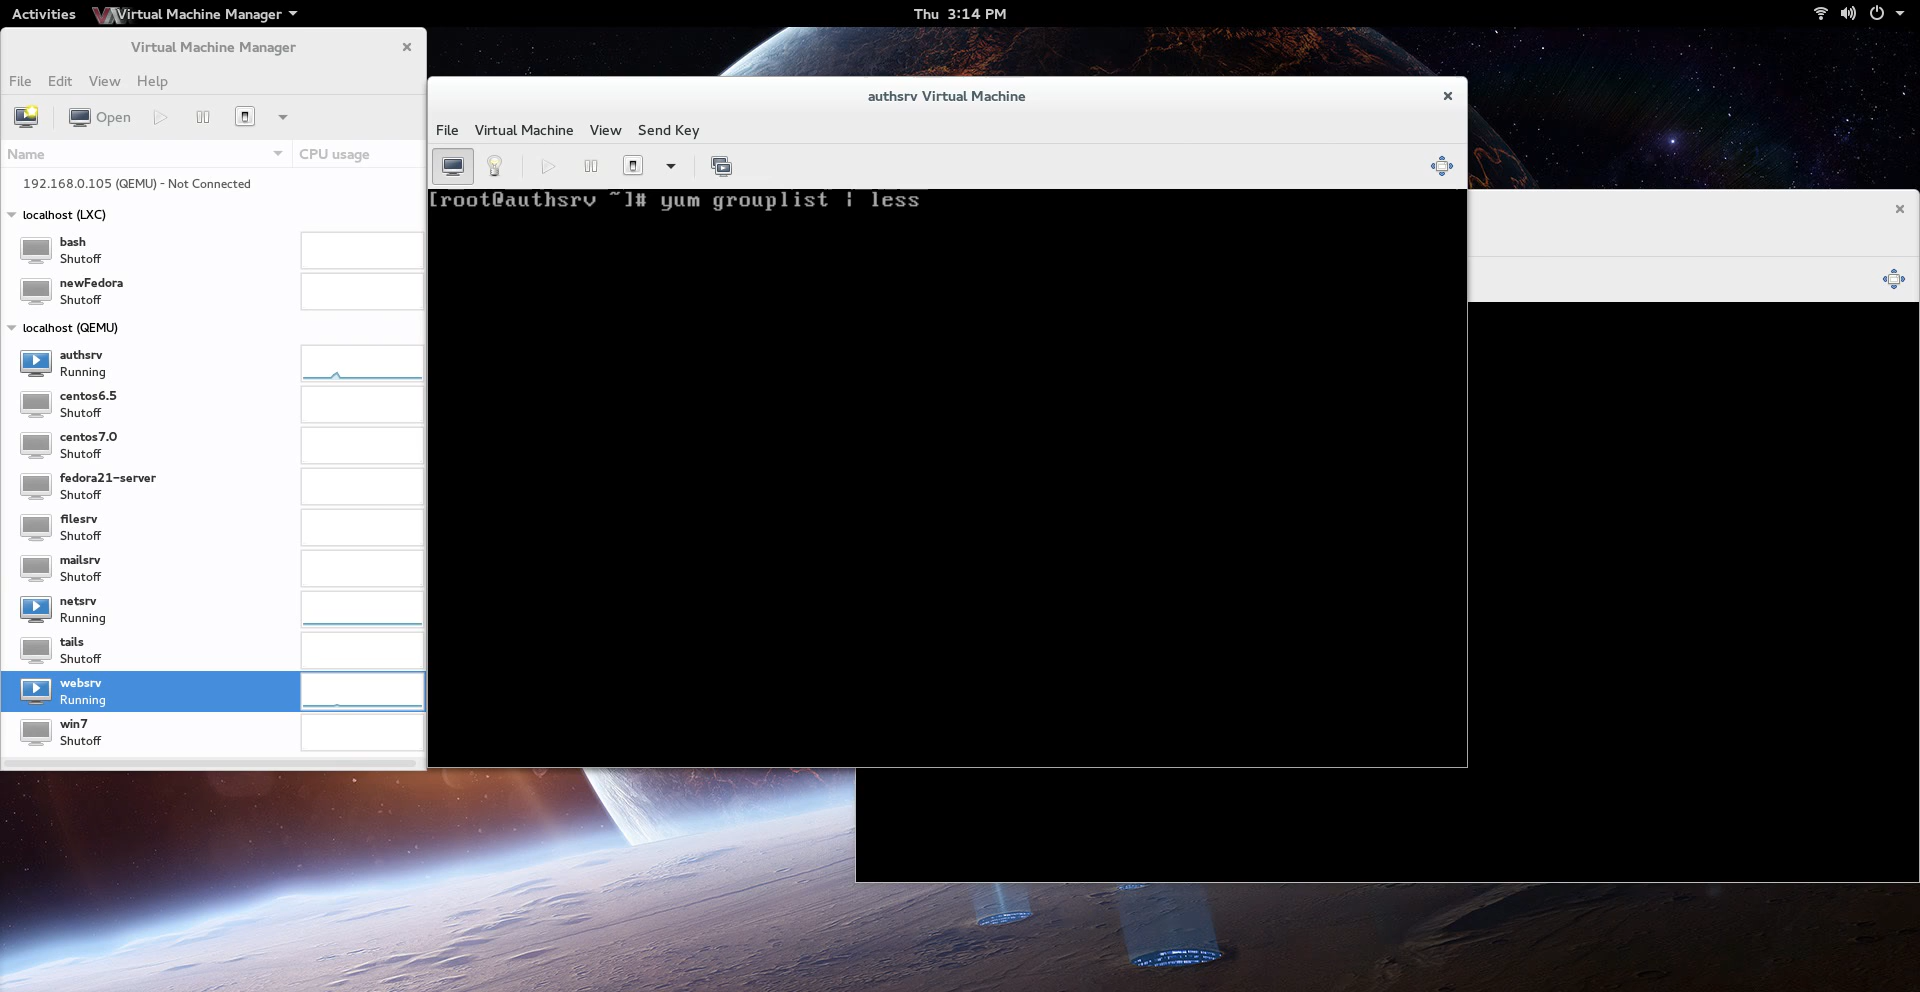 Activities Virtual Machine Manager Thu 3:14 PM
Virtual Machine Manager
File Edit View Help
Open
Name CPU usage
192.168.0.105 (QEMU) - Not Connected
localhost (LXC)
bash
Shutoff
newFedora
Shutoff
localhost (QEMU)
authsrv
Running
centos6.5
Shutoff
centos7.0
Shutoff
fedora21-server
Shutoff
filesrv
Shutoff
mailsrv
Shutoff
netsrv
Running
tails
Shutoff
websrv
Running
win7
Shutoff
authsrv Virtual Machine
File Virtual Machine View Send Key
[root@authsrv ~]# yum grouplist | less